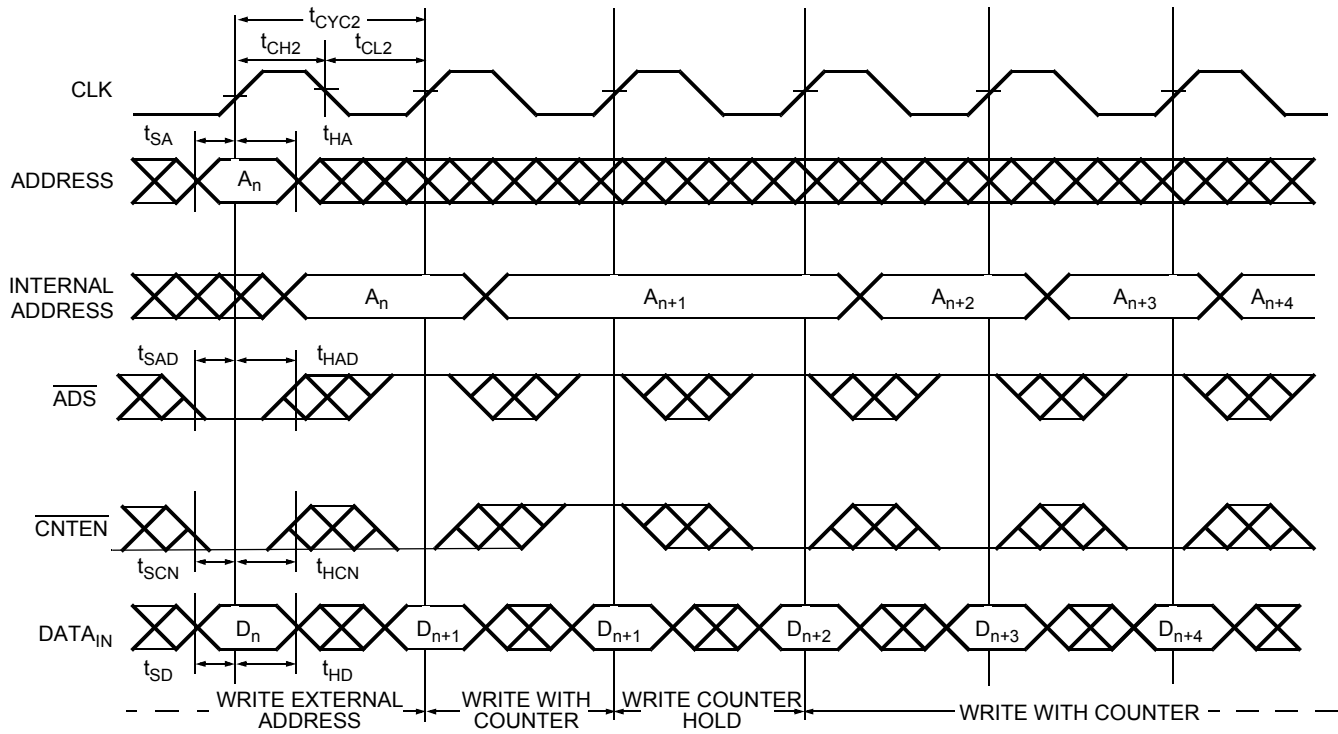 tCYC2
tCH2 tCL2
CLK
tSA tHA
ADDRESS An
INTERNAL
ADDRESS
An An+1 An+2 An+3 An+4
tSAD tHAD
ADS
CNTEN
tSCN tHCN
DATAIN Dn Dn+1 Dn+1 Dn+2 Dn+3 Dn+4
tSD tHD
WRITE EXTERNAL
ADDRESS
WRITE WITH
COUNTER
WRITE COUNTER
HOLD
WRITE WITH COUNTER